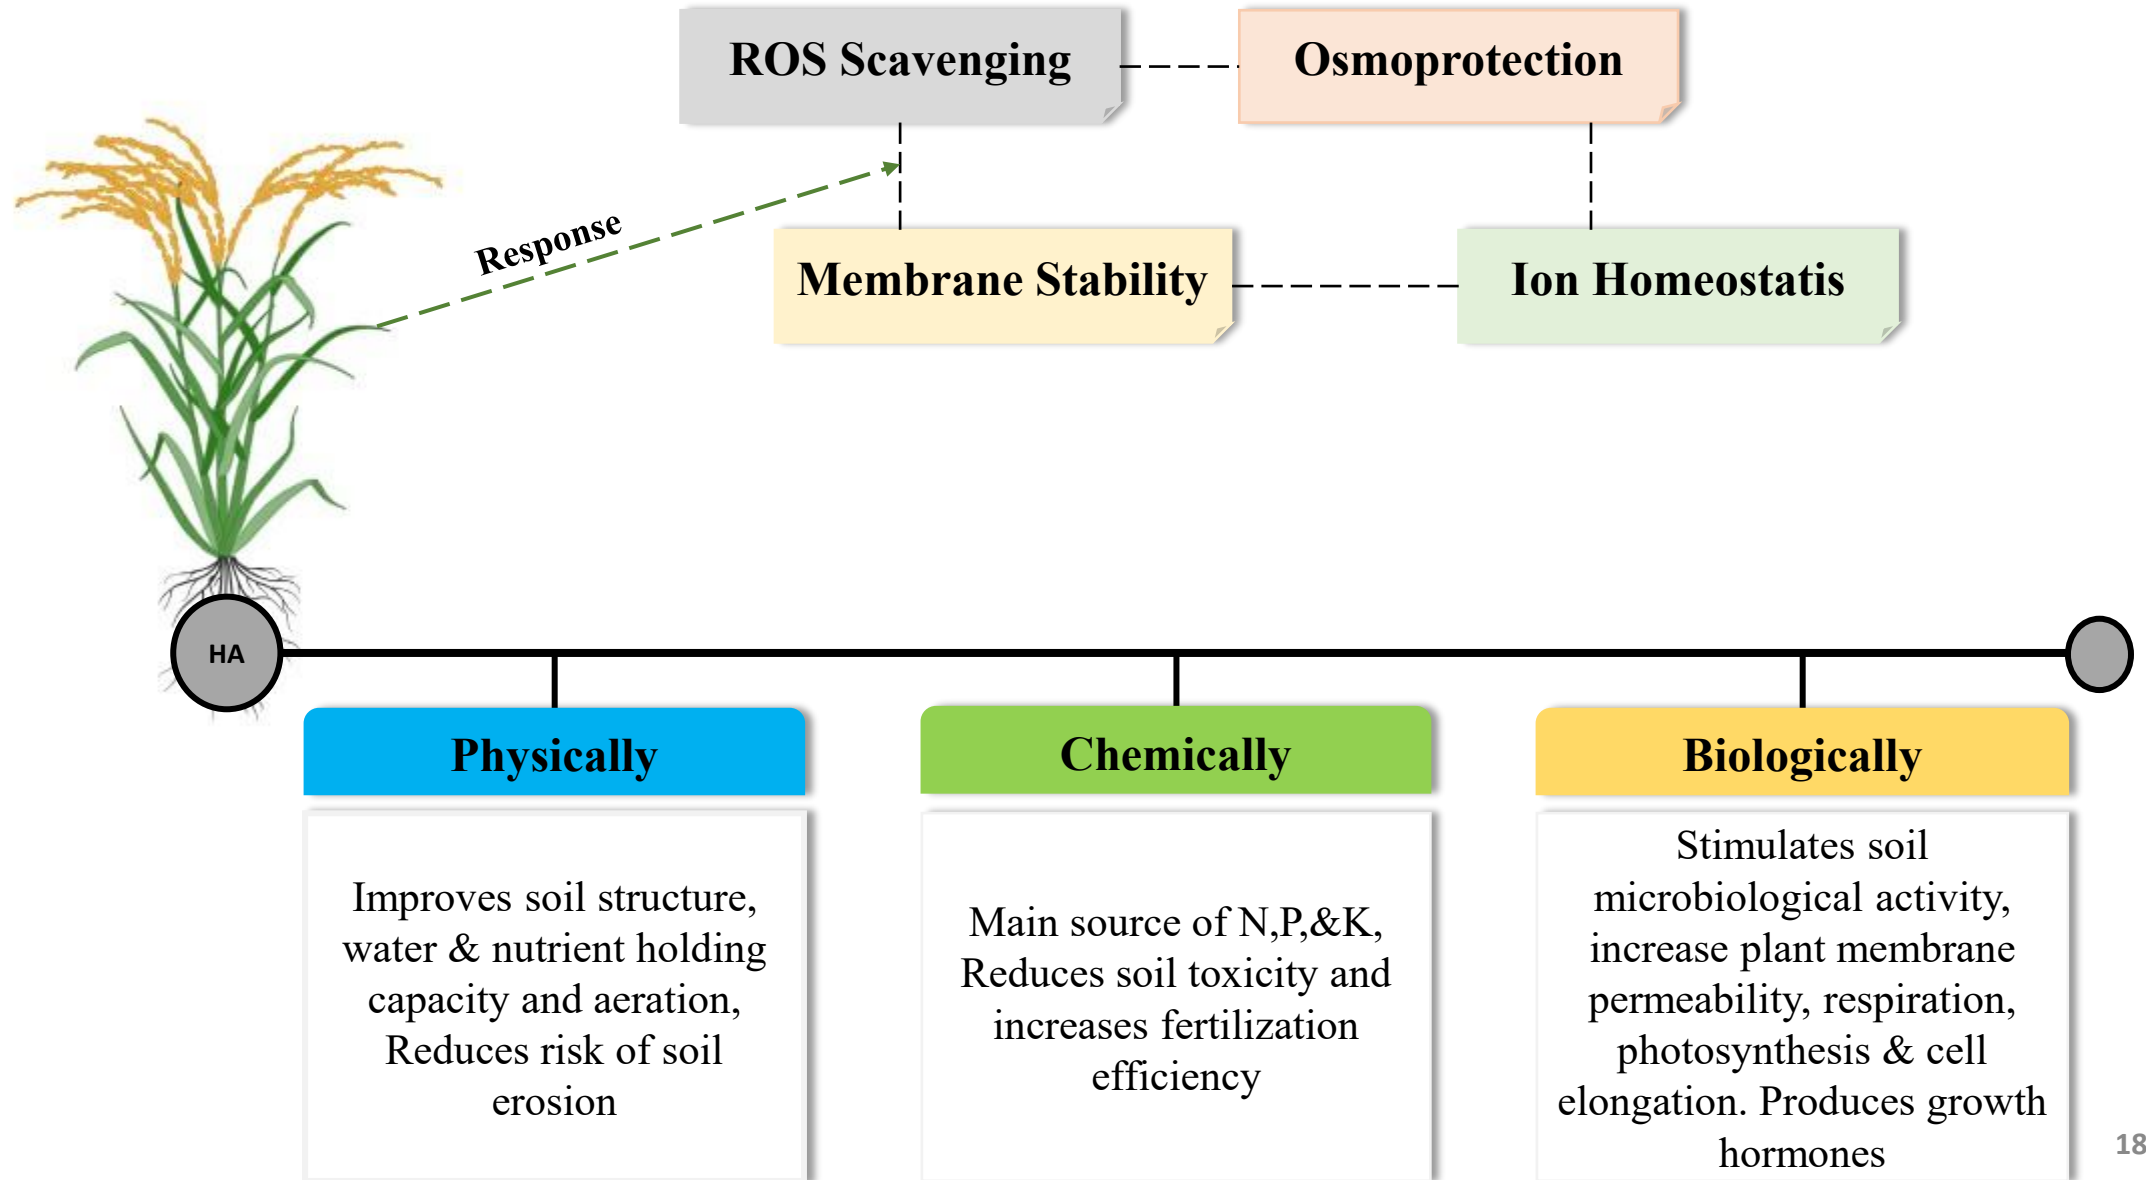 ROS Scavenging
Osmoprotection
Response
Membrane Stability
Ion Homeostatis
HA
Physically
Improves soil structure,
water & nutrient holding
capacity and aeration,
Reduces risk of soil
erosion
Chemically
Main source of N,P,&K,
Reduces soil toxicity and
increases fertilization
efficiency
Biologically
Stimulates soil
microbiological activity,
increase plant membrane
permeability, respiration,
photosynthesis & cell
elongation. Produces growth
hormones
18